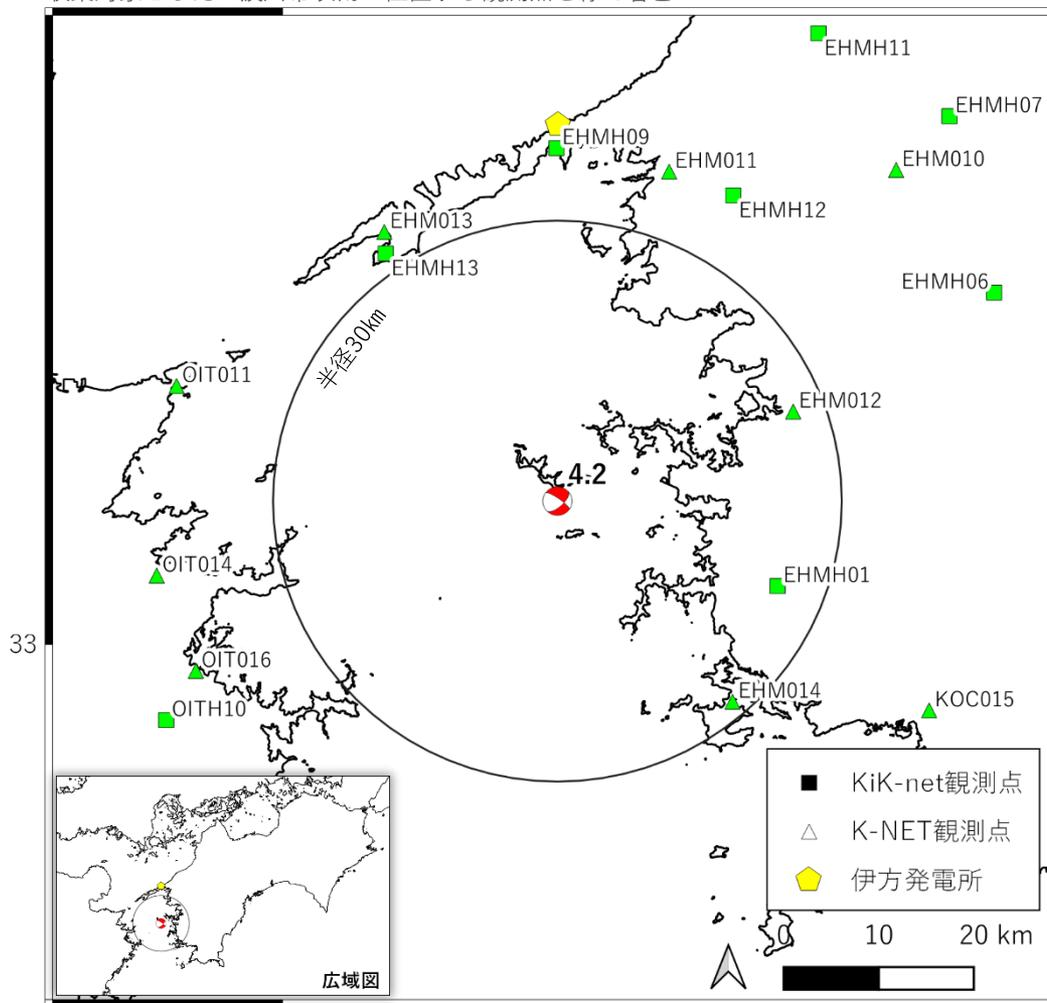 EHMH11
EHMH07
EHMH09
EHM011
EHM010
EHMH12
EHM013
EHMH13
EHMH06
半径30km
OIT011
EHM012
4.2
OIT014
EHMH01
33
OIT016
EHM014
OITH10
KOC015
KiK-net観測点
K-NET観測点
伊方発電所
0 10 20 km
広域図